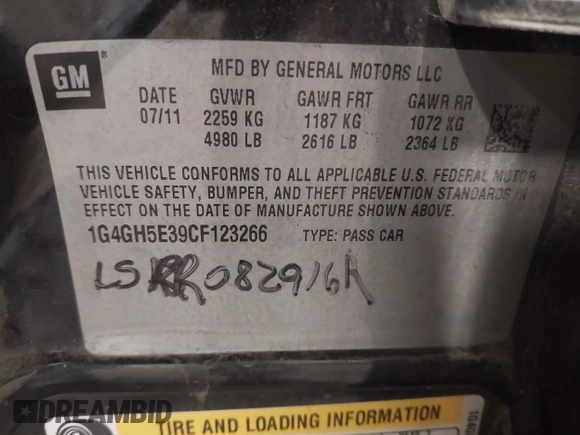 GM ®
MFD BY GENERAL MOTORS LLC
DATE GVWR GAWR FRT GAWR RR
07/11 2259 KG 1187 KG 1072 KG
4980 LB 2616 LB 2364 LB
THIS VEHICLE CONFORMS TO ALL APPLICABLE U.S. FEDERAL MOTOR
VEHICLE SAFETY, BUMPER, AND THEFT PREVENTION STANDARDS IN
EFFECT ON THE DATE OF MANUFACTURE SHOWN ABOVE.
1G4GH5E39CF123266 TYPE: PASS CAR
TIRE AND LOADING INFORMATION
DREAMBID